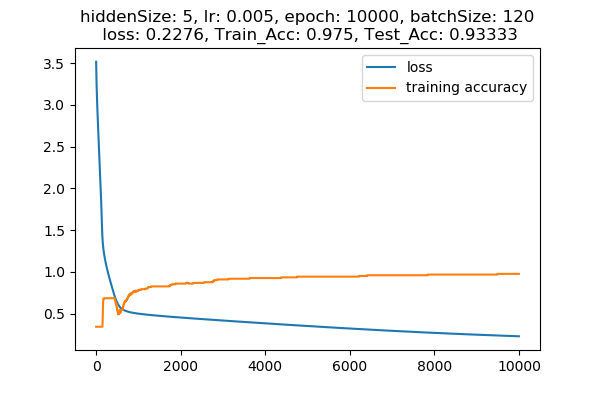 hiddenSize: 5, lr: 0.005, epoch: 10000, batchSize: 120
loss: 0.2276, Train_Acc: 0.975, Test_Acc: 0.93333
loss
training accuracy
3.5
3.0
2.5
2.0
1.5
1.0
0.5
0 2000 4000 6000 8000 10000